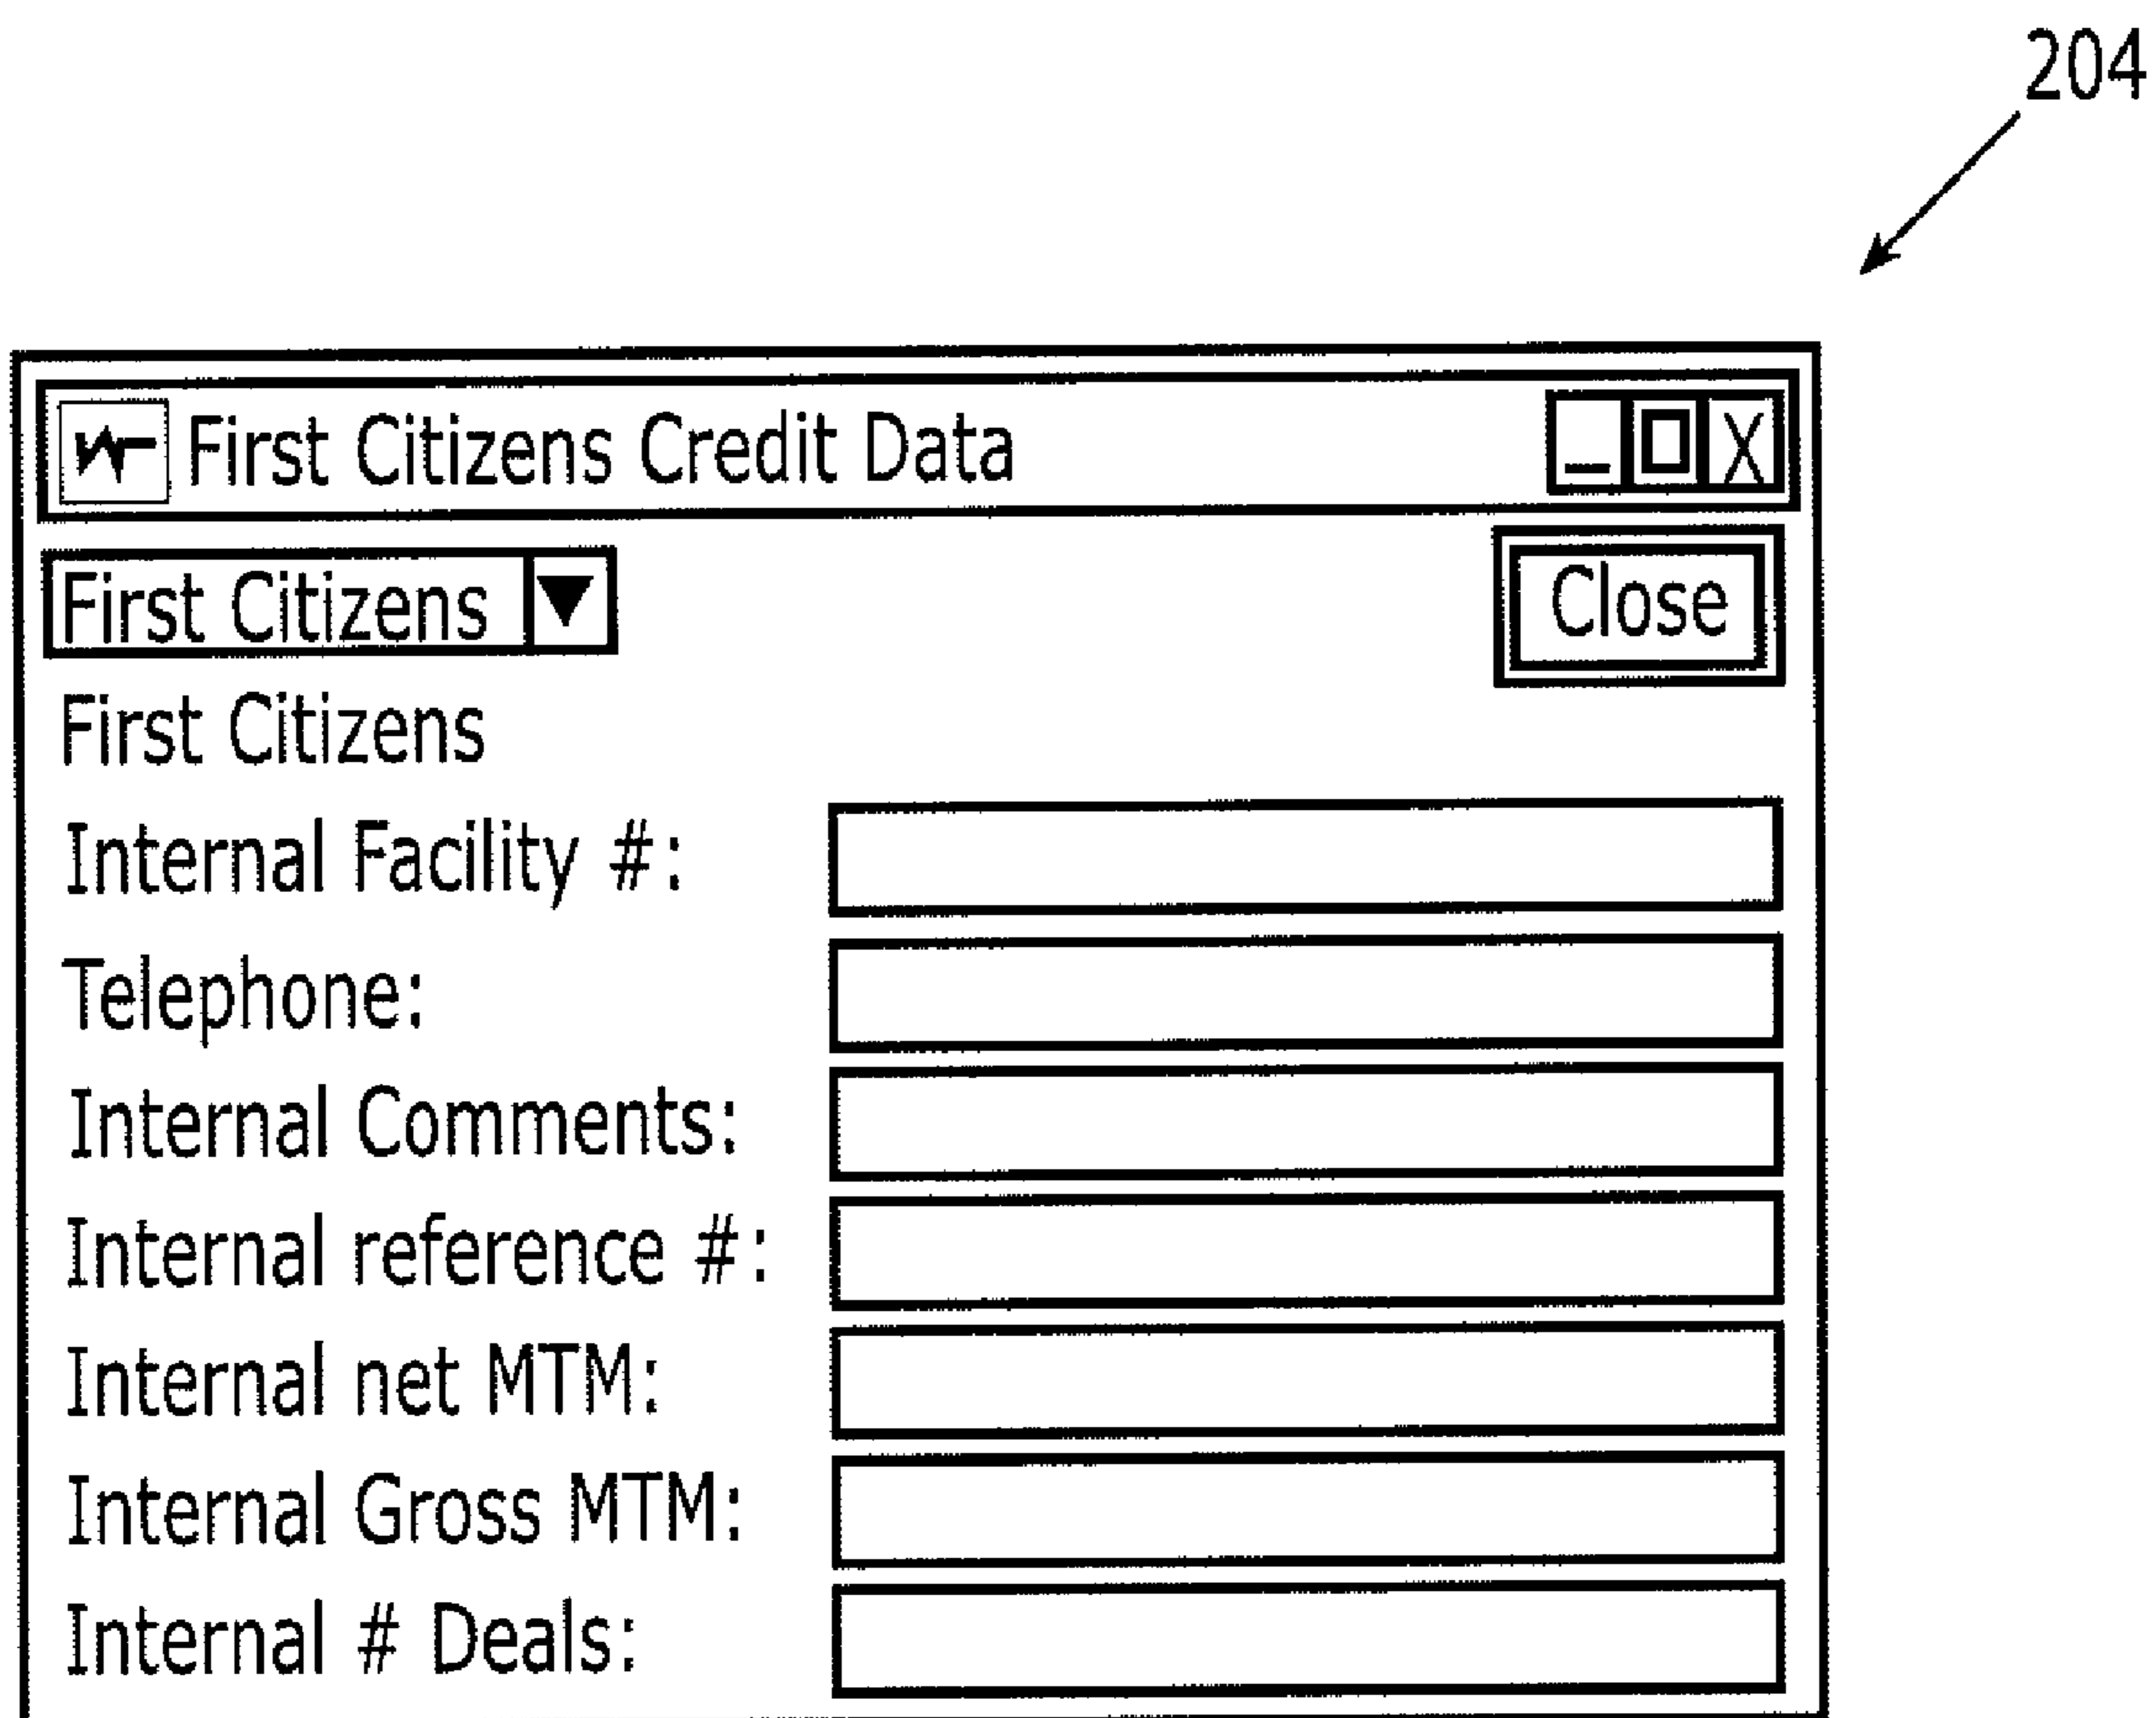 204
First Citizens Credit Data
First Citizens
Close
First Citizens
Internal Facility #:
Telephone:
Internal Comments:
Internal reference #:
Internal net MTM:
Internal Gross MTM:
Internal # Deals: